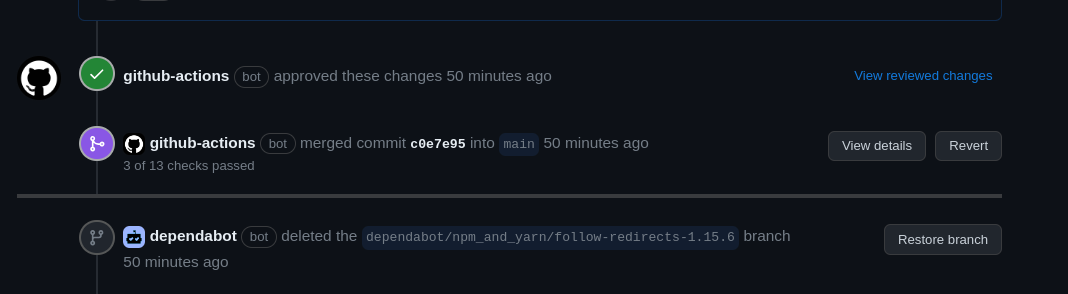 github-actions bot approved these changes 50 minutes ago View reviewed changes
github-actions bot merged commit c0e7e95 into main 50 minutes ago View details Revert
3 of 13 checks passed
dependabot bot deleted the dependabot/npm_and_yarn/follow-redirects-1.15.6 branch Restore branch
50 minutes ago